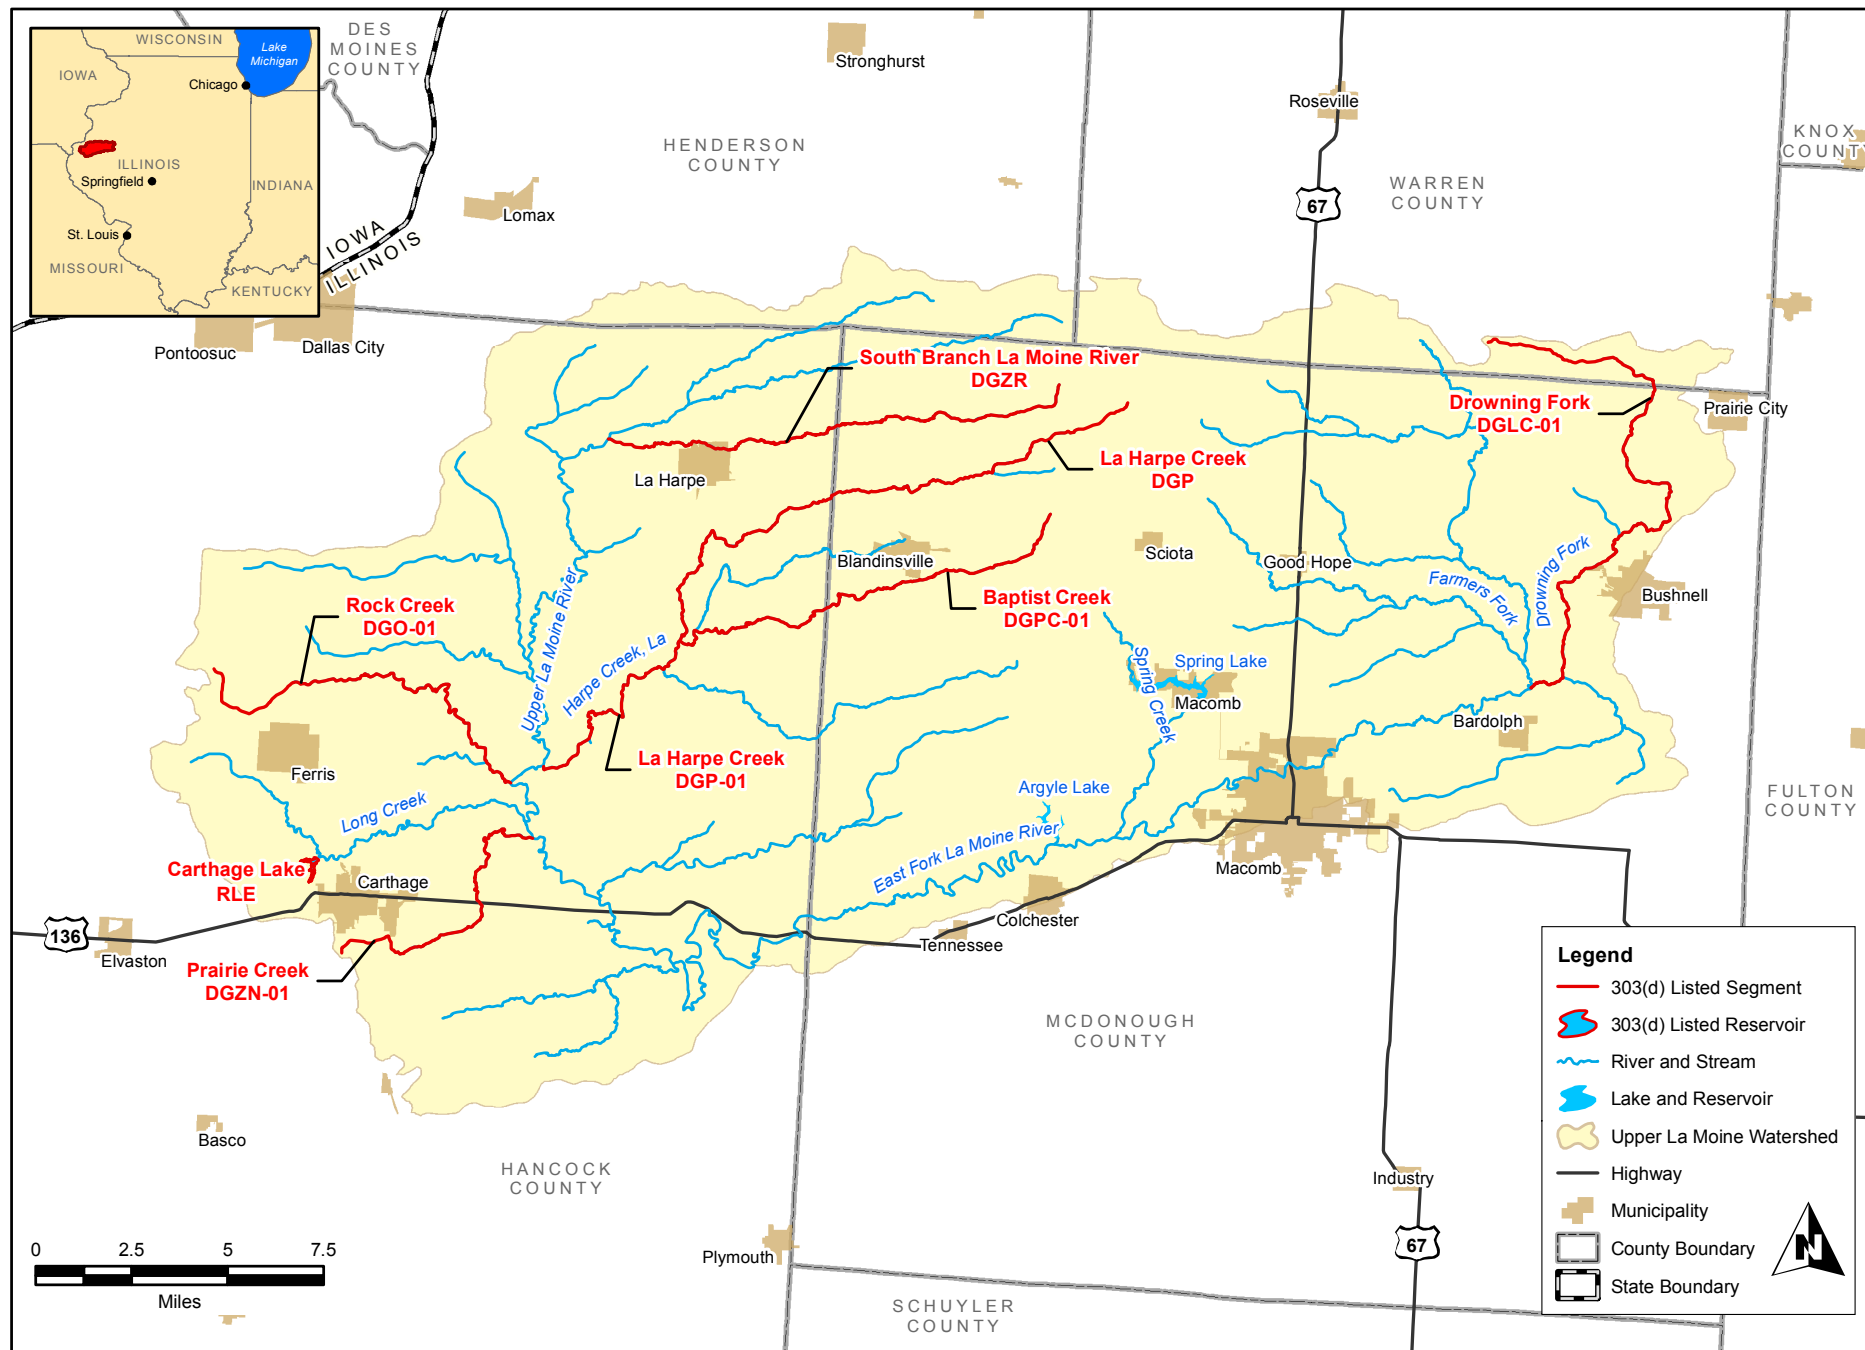 WISCONSIN
Lake
Michigan
IOWA
Chicago
ILLINOIS
Springfield
INDIANA
St. Louis
MISSOURI
KENTUCKY
DES
MOINES
COUNTY
Stronghurst
Roseville
KNOX
COUNTY
HENDERSON
COUNTY
WARREN
COUNTY
67
Lomax
IOWA
ILLINOIS
Pontoosuc
Dallas City
South Branch La Moine River
DGZR
Drowning Fork
DGLC-01
Prairie City
La Harpe
La Harpe Creek
DGP
Blandinsville
Sciota
Good Hope
Farmers Fork
Drowning Fork
Bushnell
Rock Creek
DGO-01
Upper La Moine River
Harpe Creek, La
Baptist Creek
DGPC-01
Spring Creek
Spring Lake
Macomb
Bardolph
Ferris
La Harpe Creek
DGP-01
Argyle Lake
Long Creek
East Fork La Moine River
FULTON
COUNTY
Carthage Lake
RLE
Carthage
Macomb
Colchester
Tennessee
136
Elvaston
Prairie Creek
DGZN-01
MCDONOUGH
COUNTY
Basco
HANCOCK
COUNTY
Industry
Plymouth
67
SCHUYLER
COUNTY
0 2.5 5 7.5
Miles
Legend
303(d) Listed Segment
303(d) Listed Reservoir
River and Stream
Lake and Reservoir
Upper La Moine Watershed
Highway
Municipality
County Boundary
State Boundary
N